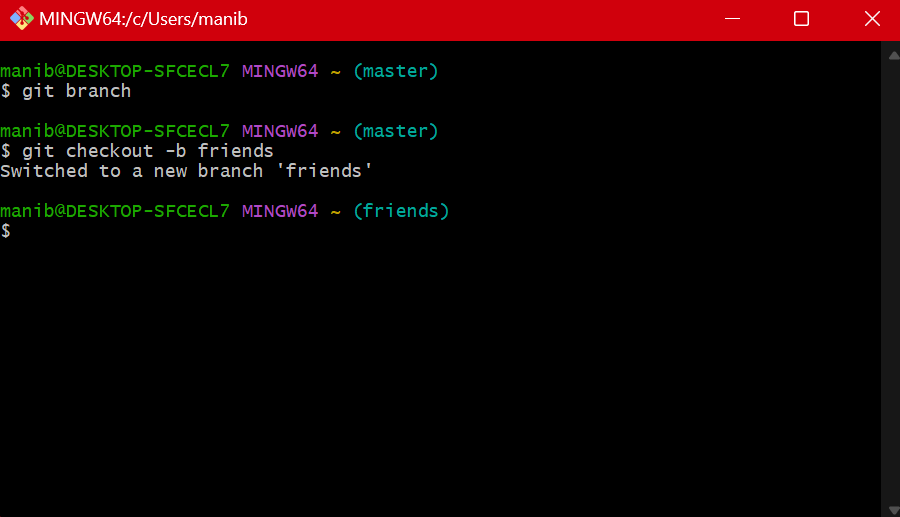 MINGW64:/c/Users/manib
manib@DESKTOP-SFCECL7 MINGW64 ~ (master)
$ git branch
manib@DESKTOP-SFCECL7 MINGW64 ~ (master)
$ git checkout -b friends
Switched to a new branch 'friends'
manib@DESKTOP-SFCECL7 MINGW64 ~ (friends)
$